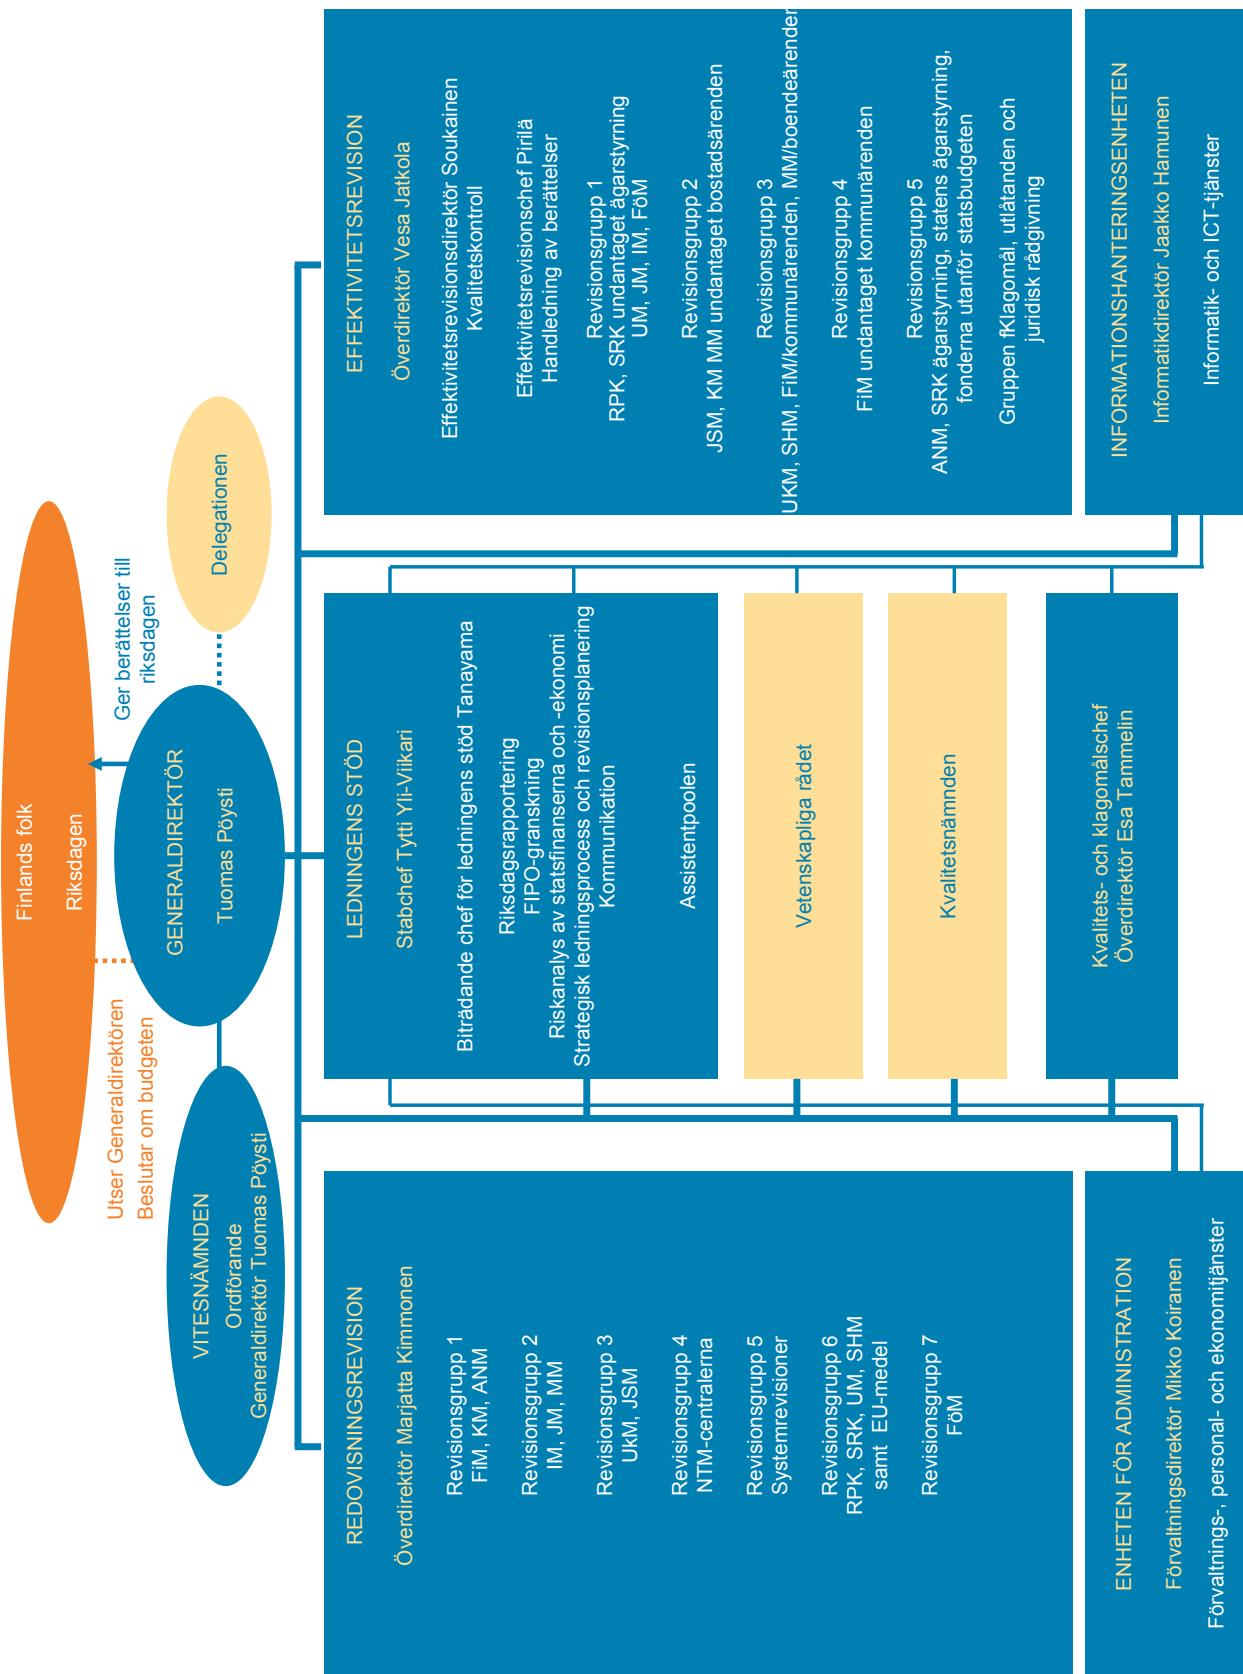 Finlands folk
Riksdagen
Utser Generaldirektören
Beslutar om budgeten
Ger berättelser till
riksdagen
VITESNÄMNDEN
Ordförande
Generaldirektör Tuomas Pöysti
GENERALDIREKTÖR
Tuomas Pöysti
Delegationen
REDOVISNINGSREVISION
Överdirektör Marjatta Kimmonen
Revisionsgrupp 1
FiM, KM, ANM
Revisionsgrupp 2
IM, JM, MM
Revisionsgrupp 3
UkM, JSM
Revisionsgrupp 4
NTM-centralerna
Revisionsgrupp 5
Systemrevisioner
Revisionsgrupp 6
RPK, SRK, UM, SHM
samt EU-medel
Revisionsgrupp 7
FöM
ENHETEN FÖR ADMINISTRATION
Förvaltningsdirektör Mikko Koiranen
Förvaltnings-, personal- och ekonomitjänster
LEDNINGENS STÖD
Stabchef Tytti Yli-Viikari
Biträdande chef för ledningens stöd Tanayama
Riksdagsrapportering
FIPO-granskning
Riskanalys av statsfinanserna och -ekonomi
Strategisk ledningsprocess och revisionsplanering
Kommunikation
Assistentpoolen
Vetenskapliga rådet
Kvalitetsnämnden
Kvalitets- och klagomålschef
Överdirektör Esa Tammelin
EFFEKTIVITETSREVISION
Överdirektör Vesa Jatkola
Effektivitetsrevisionsdirektör Soukainen
Kvalitetskontroll
Effektivitetsrevisionschef Pirilä
Handledning av berättelser
Revisionsgrupp 1
RPK, SRK undantaget ägarstyrning
UM, JM, IM, FöM
Revisionsgrupp 2
JSM, KM MM undantaget bostadsärenden
Revisionsgrupp 3
UKM, SHM, FiM/kommunärenden, MM/boendeärenden
Revisionsgrupp 4
FiM undantaget kommunärenden
Revisionsgrupp 5
ANM, SRK ägarstyrning, statens ägarstyrning,
fonderna utanför statsbudgeten
Gruppen fKlagomål, utlåtanden och
juridisk rådgivning
INFORMATIONSHANTERINGSENHETEN
Informatikdirektör Jaakko Hamunen
Informatik- och ICT-tjänster